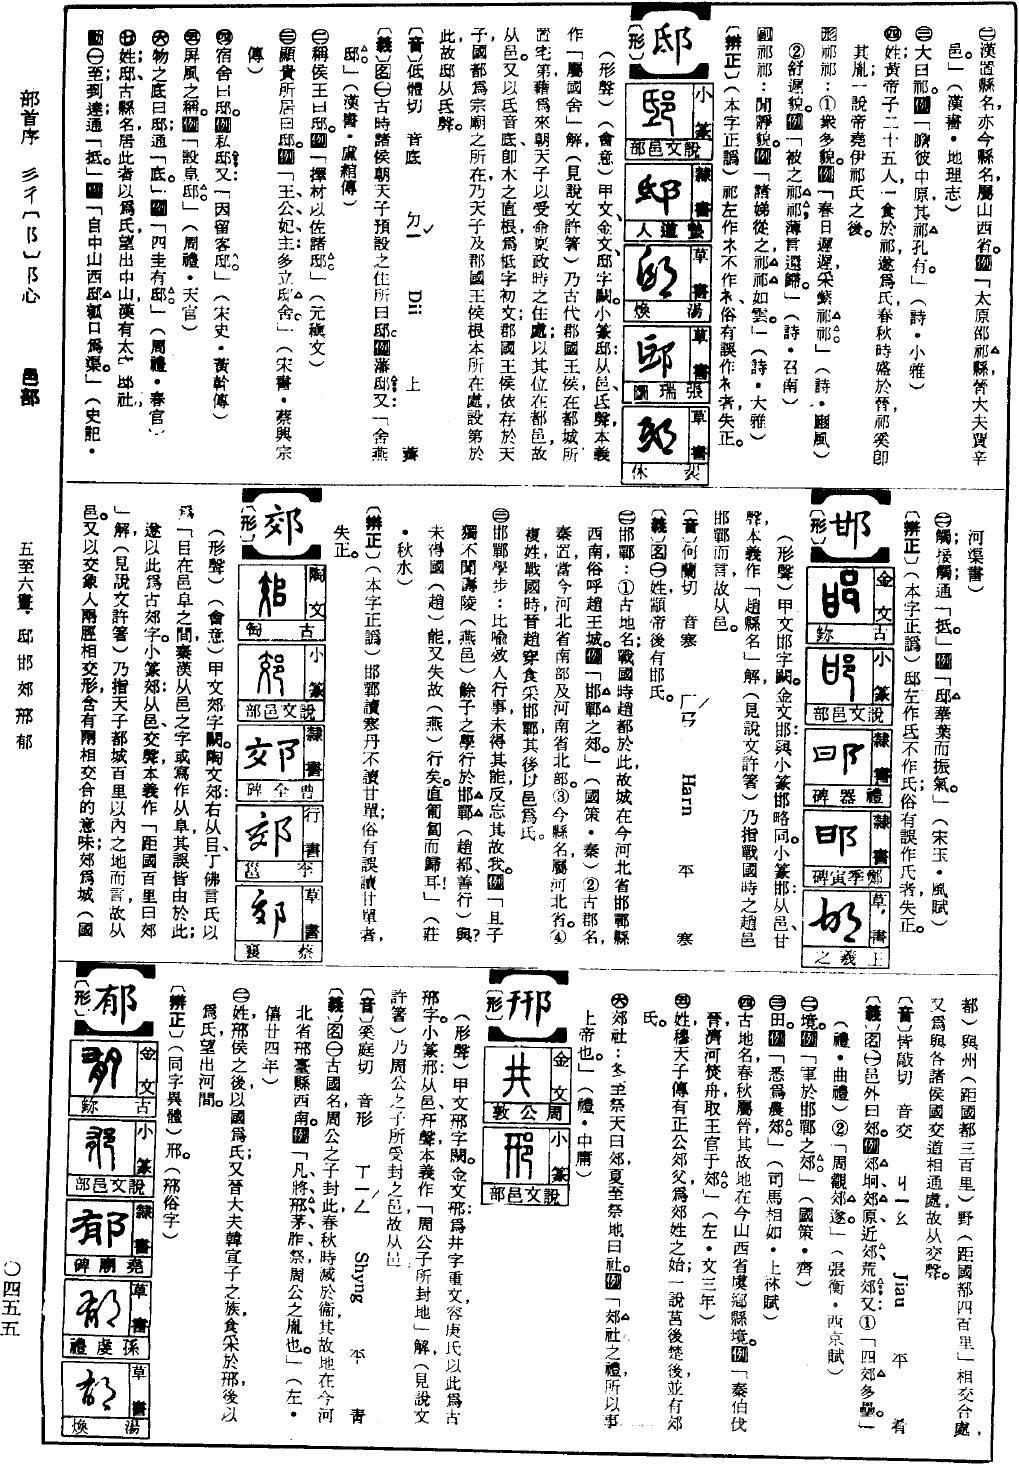 ㊁漢置縣名，亦今縣名，屬山西省。例「太原郤祁縣，晉大夫賈辛
邑。」（漢書·地理志）
㊂大曰祁。例「瞻彼中原，其祁孔有。」（詩·小雅）
㊃姓；黃帝子二十五人，一食於祁，遂爲氏，春秋時盛於晉，祁奚卽
其胤；一說帝堯伊祁氏之後。
祁祁：①衆多貌。例「春日遲遲，采蘩祁祁。」（詩·豳風）
②舒遲貌。例「被之祁祁，薄言還歸。」（詩·召南）
祁祁：閒靜貌。例「諸娣從之，祁祁如雲。」（詩·大雅）
〔辨正〕（本字正譌）祁左作礻不作衤，俗有誤作衤者失正。
邸
〔形〕
小篆 說文邑部
隸書 墊道人
草書 湯煥
草書 張瑞圖
草書 裴休
（形聲）（會意）甲文、金文邸字闕。小篆邸：从邑、氐聲，本義
作「屬國舍」解（見說文許箸）乃古代郡國王侯，在都城所
置宅第，藉爲來朝天子以受命稟政時之住處；以其位在都邑，故
从邑。又以氐音底，卽木之直根，爲柢字初文，郡國王侯依存於天
子，國都爲宗廟之所在，乃天子及郡國王侯根本所在處，設第於
此，故邸从氐聲。
〔音〕低體切 音底 ㄉㄧˇ Dii 上 薺
〔義〕名㊀古時諸侯朝天子預設之住所曰邸。例藩邸；又：「舍燕
邸。」（漢書·盧綰傳）
㊁稱侯王曰邸。例「擇材以佐諸邸。」（元稹文）
㊂顯貴所居曰邸。例「王、公、妃、主：多立邸舍。」（宋書·蔡興宗
傳）
㊃宿舍曰邸。例私邸；又：「因留客邸。」（宋史·黃榦傳）
㊄屏風之稱。例「設皇邸。」（周禮·天官）
㊅物之底曰邸；通「底」。例「四圭有邸。」（周禮·春官）
㊆姓；邸，古縣名，居此者以爲氏，望出中山，漢有太 邸社。
動㊀至；到達；通「抵」。例「自中山西邸瓠口爲渠。」（史記·
河渠書）
㊁觸；接觸；通「抵」。例「邸華葉而振氣。」（宋玉·風賦）
〔辨正〕（本字正譌）邸左作氐不作氏，俗有誤作氏者，失正。
邯
〔形〕
金文 古鉨
小篆 說文邑部
隸書 禮器碑
隸書 鄭季寅碑
草書 王羲之
（形聲）甲文邯字闕。金文邯：與小篆邯略同。小篆邯：从邑、甘
聲，本義作「趙縣名」解（見說文許箸）乃指戰國時之趙邑
邯鄲而言，故从邑。
〔音〕何蘭切 音寒 ㄏㄢˊ Harn 平 寒
〔義〕名㊀姓，顓帝後有邯氏。
㊁邯鄲：①古地名，戰國時趙都於此，故城在今河北省邯鄲縣
西南，俗呼趙王城。例「邯鄲之郊。」（國策·秦）②古郡名，
秦置，當今河北省南部及河南省北部。③今縣名，屬河北省。④
複姓，戰國時晉趙穿食采邯鄲，其後以邑爲氏。
㊂邯鄲學步：比喩效人行事，未得其能，反忘其故我。例「且子
獨不聞壽陵（燕邑）餘子之學行於邯鄲（趙都，善行）與？
未得國（趙）能，又失故（燕）行矣。直匍匐而歸耳！」（莊
·秋水）
〔辨正〕（本字正譌）邯鄲讀寒丹不讀甘單；俗有誤讀甘單者，
失正。
郊
〔形〕
陶文 古匋
小篆 說文邑部
隸書 曹全碑
行書 李邕
草書 蔡襄
（形聲）（會意）甲文郊字闕。陶文郊：右从㠯、丁佛言氏以
爲「㠯在邑阜之間，秦漢从邑之字或寫作从阜，其誤皆由於此；
遂以此爲古郊字。」小篆郊：从邑、交聲，本義作「距國百里曰郊
」解（見說文許箸）乃指天子都城百里以內之地而言，故从
邑。又以交象人兩脛相交形，含有兩相交合的意味；郊爲城（國
都）與州（距國都三百里）野（距國都四百里」相交合處，
又爲與各諸侯國交道相通處，故从交聲。
〔音〕皆敲切 音交 ㄐㄧㄠ Jiau 平 肴
〔義〕名㊀邑外曰郊。例郊坰，郊原，近郊，荒郊；又：①「四郊多壘。」
（禮·曲禮）②「周觀郊遂。」（張衡·西京賦）
㊁境。例「軍於邯鄲之郊。」（國策·齊）
㊂田。例「悉爲農郊。」（司馬相如·上林賦）
㊃古地名，春秋屬晉，其故地在今山西省虞鄉縣境。例「秦伯伐
晉，濟河焚舟，取王官于郊。」（左·文三年）
㊄姓，穆天子傳有正公郊父，爲郊姓之始；一說莒後、楚後，並有郊
氏。
㊅郊社：冬至祭天曰郊，夏至祭地曰社。例「郊社之禮，所以事
上帝也。」（禮·中庸）
邢
〔形〕
金文 周公敦
小篆 說文邑部
（形聲）甲文邢字闕。金文邢：爲井字重文，容庚氏以此爲古
邢字。小篆邢：从邑、幵聲，本義作「周公子所封地」解（見說文
許箸）乃周公之子所受封之邑，故从邑。
〔音〕奚庭切 音形 ㄒㄧㄥˊ Shyng 平 青
〔義〕名㊀古國名，周公之子封此，春秋時滅於衛，其故地在今河
北省邢臺縣西南。例「凡、將、邢、茅、胙、祭，周公之胤也。」（左·
僖廿四年）
㊁姓，邢侯之後，以國爲氏；又晉大夫韓宣子之族，食采於邢，後以
爲氏，望出河間。
〔辨正〕（同字異體）邢。（邢俗字）
郁
〔形〕
金文 古鉨
小篆 說文邑部
隸書 堯廟碑
草書 孫虔禮
草書 湯煥
部首序 彡彳〔阝〕阝心 邑部
五至六畫·邸邯郊邢郁
〇四五五